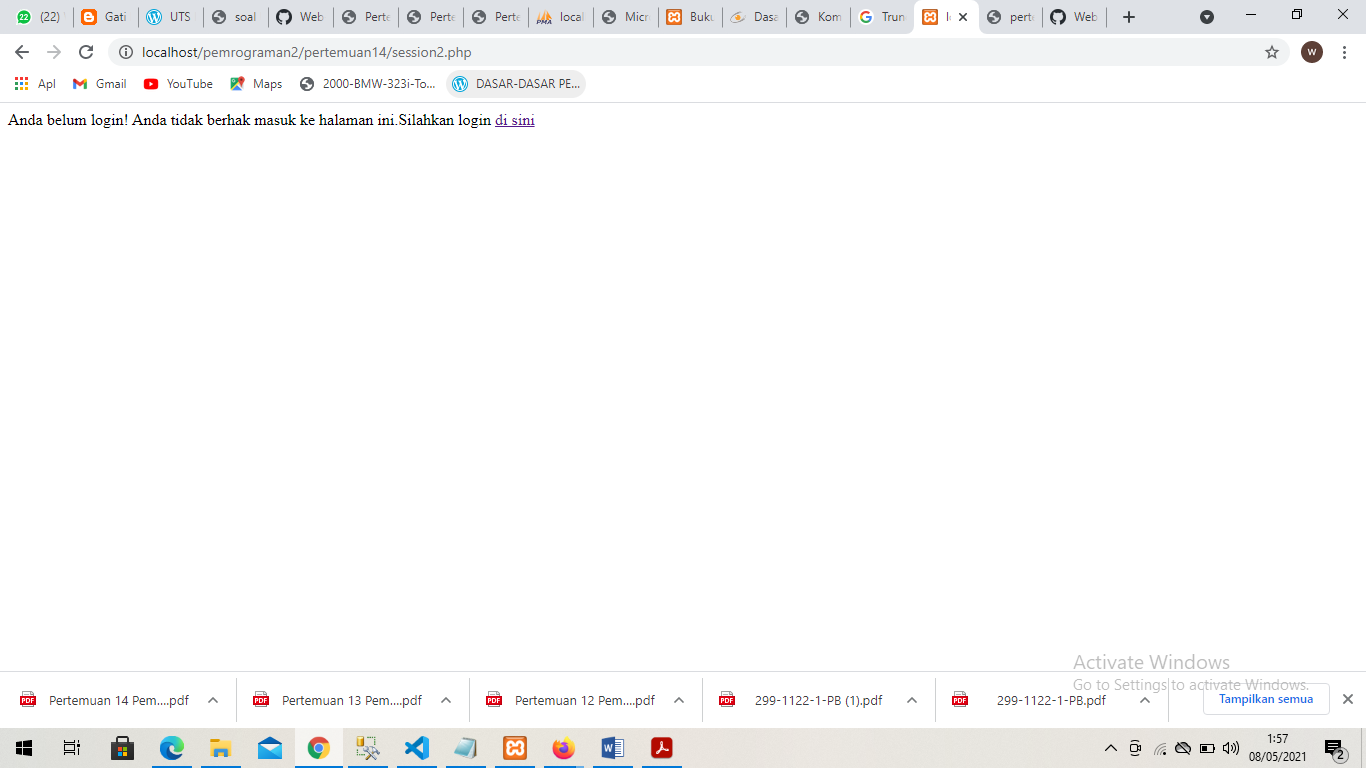 (22)
Gati
UTS
soal
Web
Perte
Perte
Perte
PMA
local
Micr
Buku
Dasa
Kom
Trun
perte
Web
localhost/pemrograman2/pertemuan14/session2.php
W
Apl
Gmail
YouTube
Maps
2000-BMW-323i-To...
DASAR-DASAR PE...
Anda belum login! Anda tidak berhak masuk ke halaman ini.Silahkan login di sini
Activate Windows
Go to Settings to activate Windows.
Pertemuan 14 Pem....pdf
Pertemuan 13 Pem....pdf
Pertemuan 12 Pem....pdf
299-1122-1-PB (1).pdf
299-1122-1-PB.pdf
Tampilkan semua
1:57
08/05/2021
2